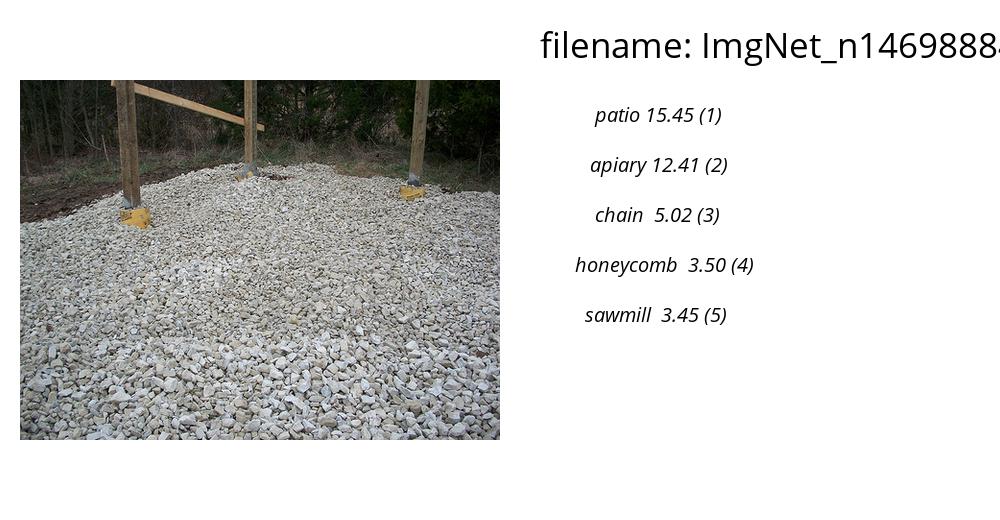 filename: ImgNet_n1469888
patio 15.45 (1)
apiary 12.41 (2)
chain 5.02 (3)
honeycomb 3.50 (4)
sawmill 3.45 (5)